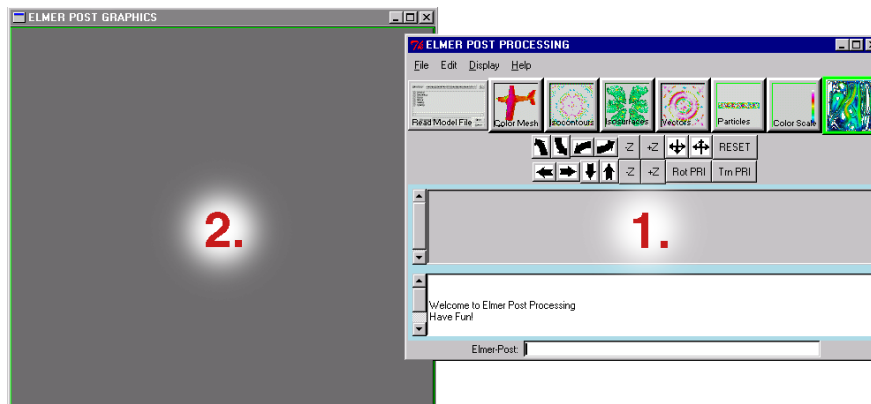 ELMER POST GRAPHICS
2.
ELMER POST PROCESSING
File Edit Display Help
Read Model File Color Mesh Isocontours Isosurfaces Vectors Particles Color Scale
-Z +Z RESET
-Z +Z Rot PRI Trn PRI
1.
Welcome to Elmer Post Processing
Have Fun!
Elmer-Post: